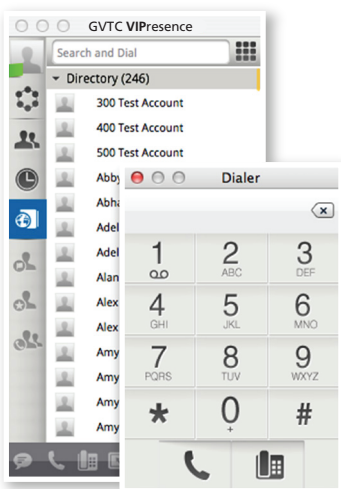 GVTC VIPresence
Search and Dial
Directory (246)
300 Test Account
400 Test Account
500 Test Account
Abby
Abha
Adel
Adel
Alan
Alex
Alex
Amy
Amy
Amy
Amy
Dialer
1 2 3
ABC DEF
4 5 6
GHI JKL MNO
7 8 9
PQRS TUV WXYZ
* 0 #
+